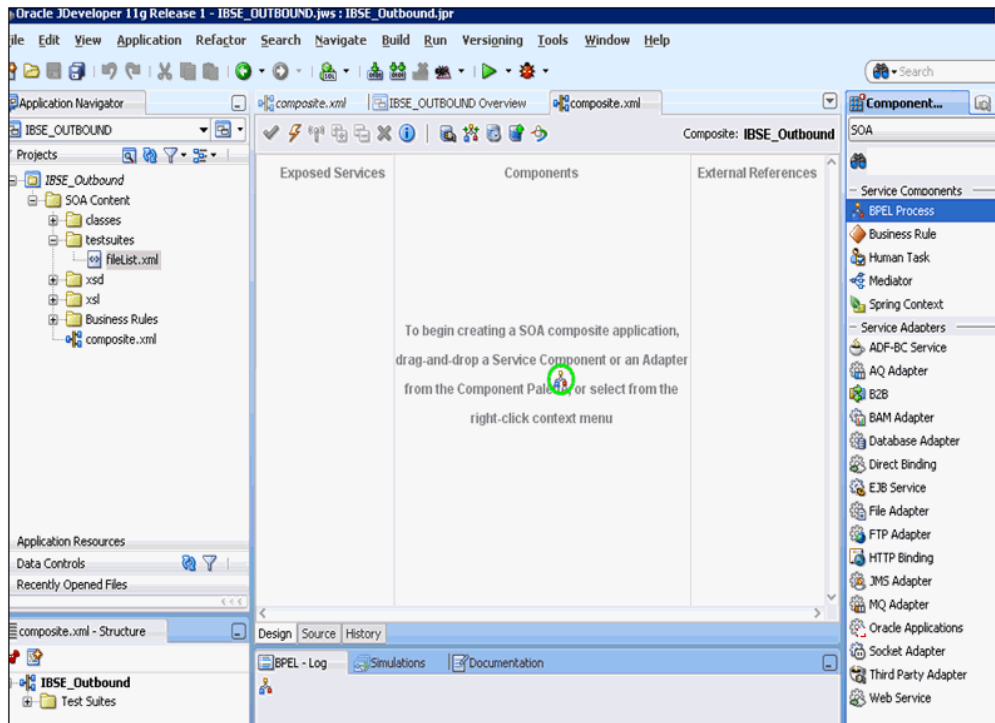 Oracle JDeveloper 11g Release 1 - IBSE_OUTBOUND.jws : IBSE_Outbound.jpr
ile Edit View Application Refactor Search Navigate Build Run Versioning Tools Window Help
Search
Application Navigator
composite.xml
IBSE_OUTBOUND Overview
composite.xml
Component...
IBSE_OUTBOUND
Composite: IBSE_Outbound
SOA
Projects
IBSE_Outbound
SOA Content
classes
testsuites
fileList.xml
xsd
xsl
Business Rules
composite.xml
Application Resources
Data Controls
Recently Opened Files
Exposed Services
Components
External References
To begin creating a SOA composite application,
drag-and-drop a Service Component or an Adapter
from the Component Palette, or select from the
right-click context menu
Design Source History
Service Components
BPEL Process
Business Rule
Human Task
Mediator
Spring Context
Service Adapters
ADF-BC Service
AQ Adapter
B2B
BAM Adapter
Database Adapter
Direct Binding
EJB Service
File Adapter
FTP Adapter
HTTP Binding
JMS Adapter
MQ Adapter
Oracle Applications
Socket Adapter
Third Party Adapter
Web Service
composite.xml - Structure
IBSE_Outbound
Test Suites
BPEL - Log
Simulations
Documentation